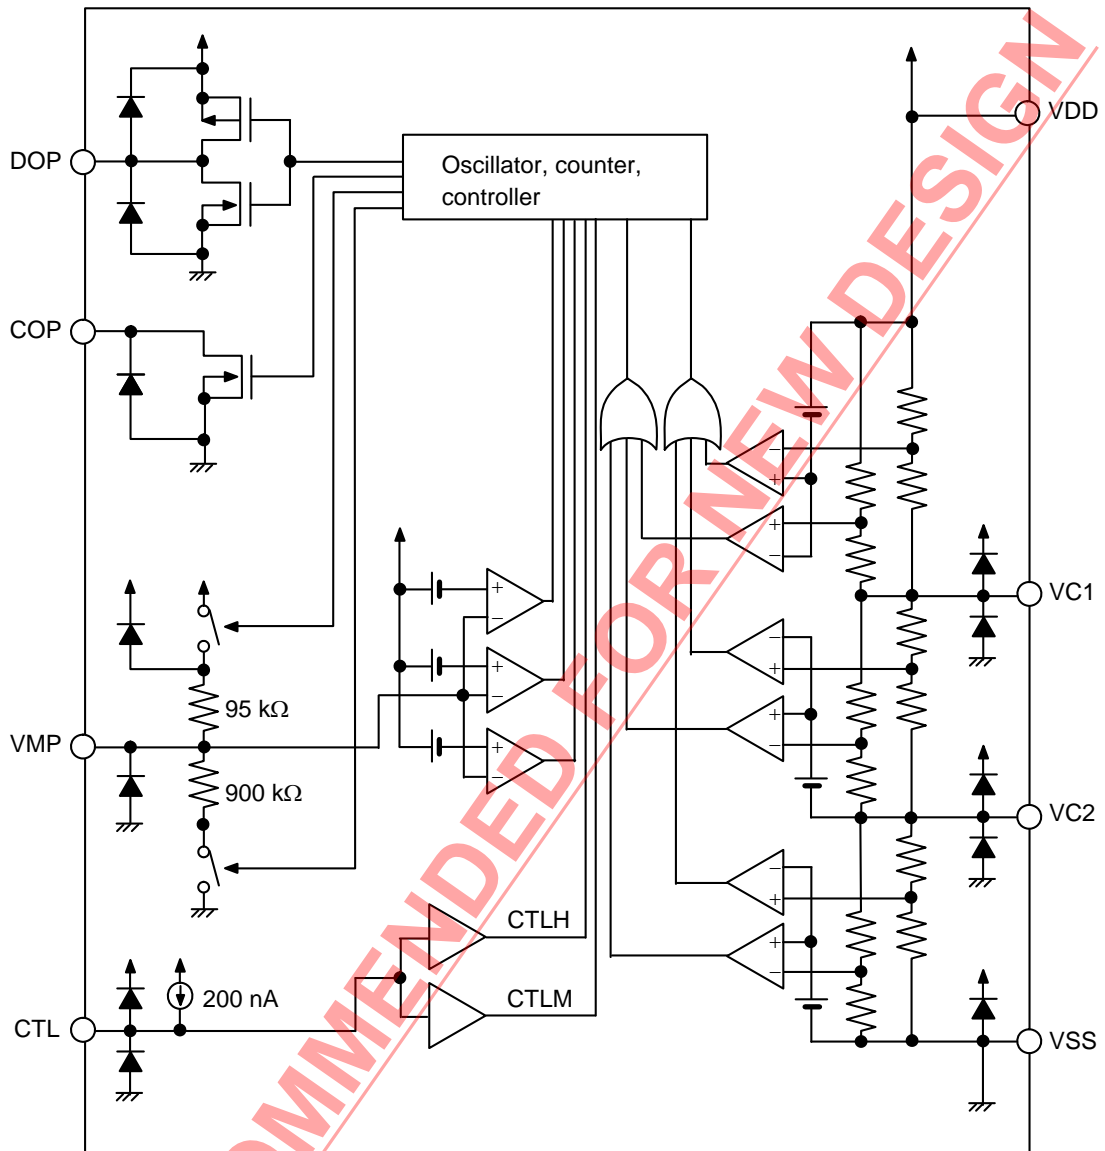 VDD
DOP
Oscillator, counter,
controller
COP
VC1
95 kΩ
VMP
900 kΩ
VC2
CTLH
200 nA
CTLM
CTL
VSS
OMMENDED FOR NEW DESIGN